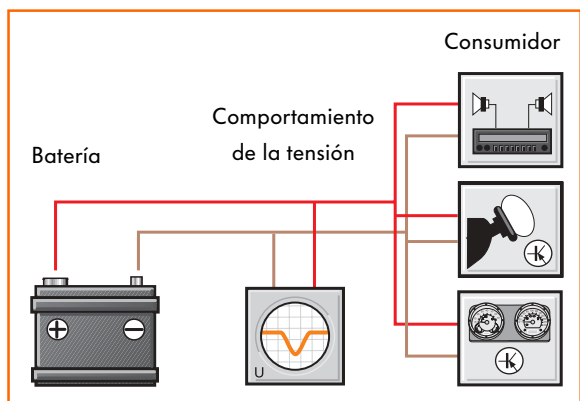 Consumidor
Comportamiento
de la tensión
Batería
U